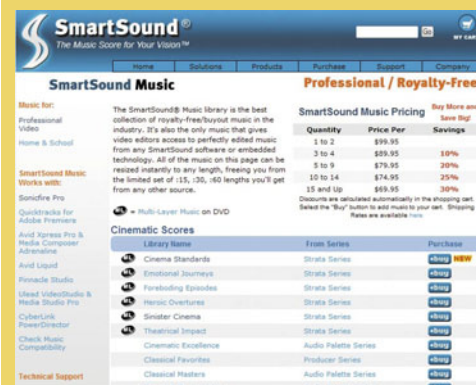 SmartSound®
The Music Score for Your Vision™
Go
MY CAR
Home Solutions Products Purchase Support Company
SmartSound Music
Professional / Royalty-Free
Music for:
Professional
Video
Home & School
SmartSound Music
Works with:
Sonicfire Pro
Quicktracks for
Adobe Premiere
Avid Xpress Pro &
Media Composer
Adrenaline
Avid Liquid
Pinnacle Studio
Ulead VideoStudio &
Media Studio Pro
CyberLink
PowerDirector
Check Music
Compatibility
Technical Support
The SmartSound® Music library is the best
collection of royalty-free/buyout music in the
industry. It's also the only music that gives
video editors access to perfectly edited music
from any SmartSound software or embedded
technology. All of the music on this page can be
resized instantly to any length, freeing you from
the limited set of :15, :30, :60 lengths you'll get
from any other source.
ML = Multi-Layer Music on DVD
SmartSound Music Pricing
Buy More and
Save Big!
Quantity Price Per Savings
1 to 2 $99.95
3 to 4 $89.95 10%
5 to 9 $79.95 20%
10 to 14 $74.95 25%
15 and Up $69.95 30%
Discounts are calculated automatically in the shopping cart.
Select the "Buy" button to add music to your cart. Shipping
Rates are available here
Cinematic Scores
Library Name From Series Purchase
ML Cinema Standards Strata Series buy NEW
ML Emotional Journeys Strata Series buy
ML Foreboding Episodes Strata Series buy
ML Heroic Overtures Strata Series buy
ML Sinister Cinema Strata Series buy
ML Theatrical Impact Strata Series buy
Cinematic Excellence Audio Palette Series buy
Classical Favorites Producer Series buy
Classical Masters Audio Palette Series buy